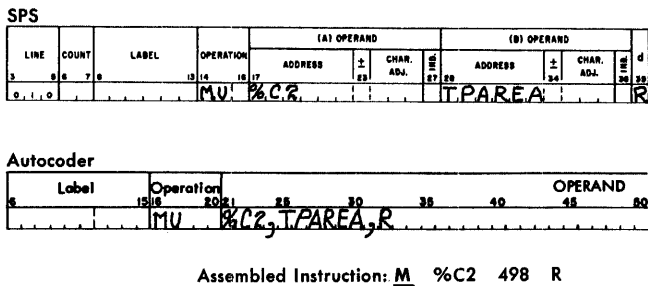 SPS
(A) OPERAND (B) OPERAND
LINE COUNT LABEL OPERATION ADDRESS ± CHAR. ADJ. IND. ADDRESS ± CHAR. ADJ. IND. d
3 5 6 7 8 13 14 16 17 23 27 28 34 38 39
0 1 0 MU %C2 TPAREA R
Autocoder
Label Operation OPERAND
6 15 16 20 21 25 30 35 40 45 50
MU %C2,TPAREA,R
Assembled Instruction: M %C2 498 R